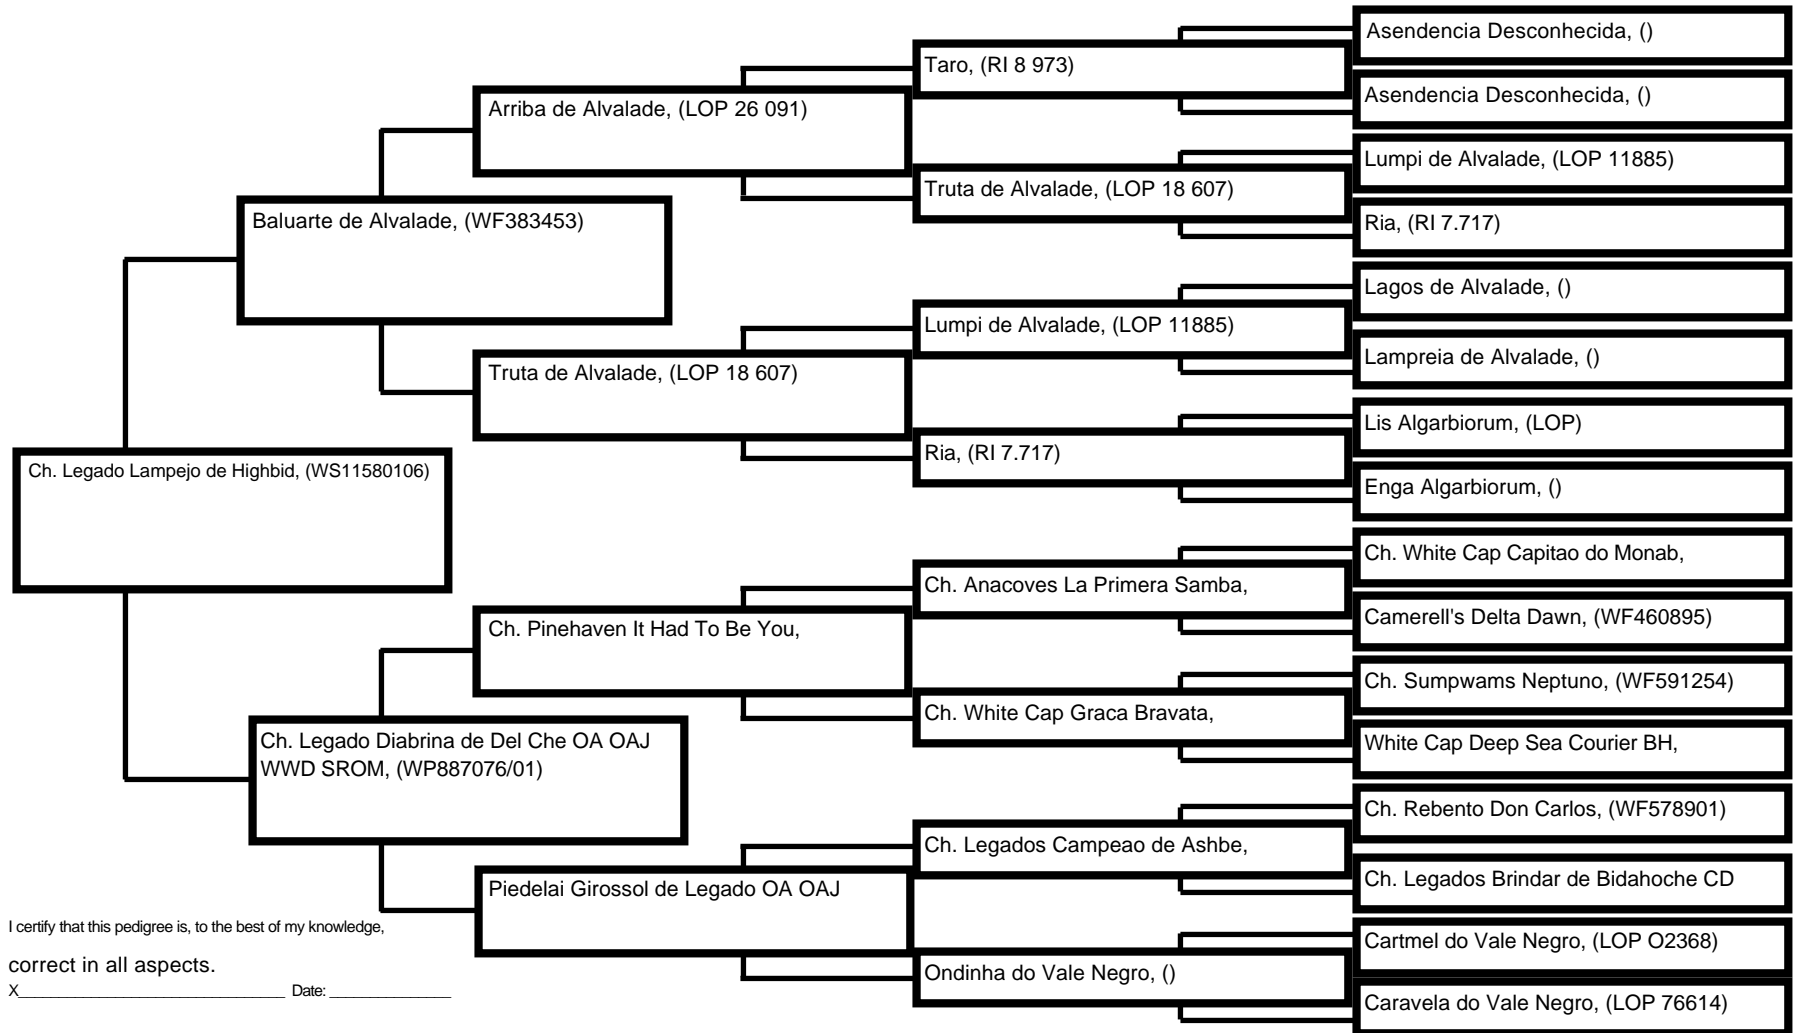 Asendencia Desconhecida, ()
Taro, (RI 8 973)
Asendencia Desconhecida, ()
Arriba de Alvalade, (LOP 26 091)
Lumpi de Alvalade, (LOP 11885)
Truta de Alvalade, (LOP 18 607)
Ria, (RI 7.717)
Baluarte de Alvalade, (WF383453)
Lagos de Alvalade, ()
Lumpi de Alvalade, (LOP 11885)
Lampreia de Alvalade, ()
Truta de Alvalade, (LOP 18 607)
Lis Algarbiorum, (LOP)
Ria, (RI 7.717)
Enga Algarbiorum, ()
Ch. Legado Lampejo de Highbid, (WS11580106)
Ch. White Cap Capitao do Monab,
Ch. Anacoves La Primera Samba,
Camerell's Delta Dawn, (WF460895)
Ch. Pinehaven It Had To Be You,
Ch. Sumpwams Neptuno, (WF591254)
Ch. White Cap Graca Bravata,
White Cap Deep Sea Courier BH,
Ch. Legado Diabrina de Del Che OA OAJ
WWD SROM, (WP887076/01)
Ch. Rebento Don Carlos, (WF578901)
Ch. Legados Campeao de Ashbe,
Ch. Legados Brindar de Bidahoche CD
Piedelai Girossol de Legado OA OAJ
Cartmel do Vale Negro, (LOP O2368)
Ondinha do Vale Negro, ()
Caravela do Vale Negro, (LOP 76614)
I certify that this pedigree is, to the best of my knowledge,
correct in all aspects.
X_________________________________ Date: _______________